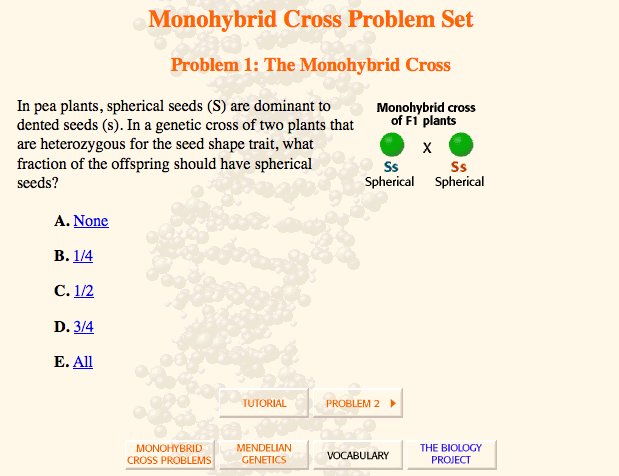 Monohybrid Cross Problem Set
Problem 1: The Monohybrid Cross
In pea plants, spherical seeds (S) are dominant to
dented seeds (s). In a genetic cross of two plants that
are heterozygous for the seed shape trait, what
fraction of the offspring should have spherical
seeds?
Monohybrid cross
of F1 plants
X
Ss Ss
Spherical Spherical
A. None
B. 1/4
C. 1/2
D. 3/4
E. All
TUTORIAL PROBLEM 2
MONOHYBRID
CROSS PROBLEMS
MENDELIAN
GENETICS
VOCABULARY
THE BIOLOGY
PROJECT